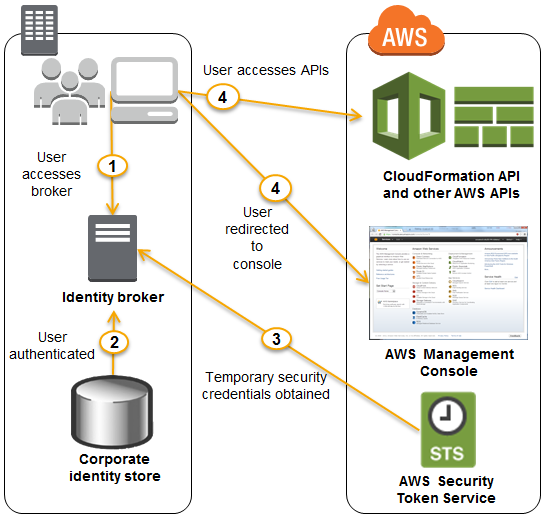 AWS
User accesses APIs
4
CloudFormation API
and other AWS APIs
User
accesses
broker
1
4
User
redirected
to
console
Identity broker
AWS Management
Console
User
authenticated
2
3
Temporary security
credentials obtained
Corporate
identity store
STS
AWS Security
Token Service